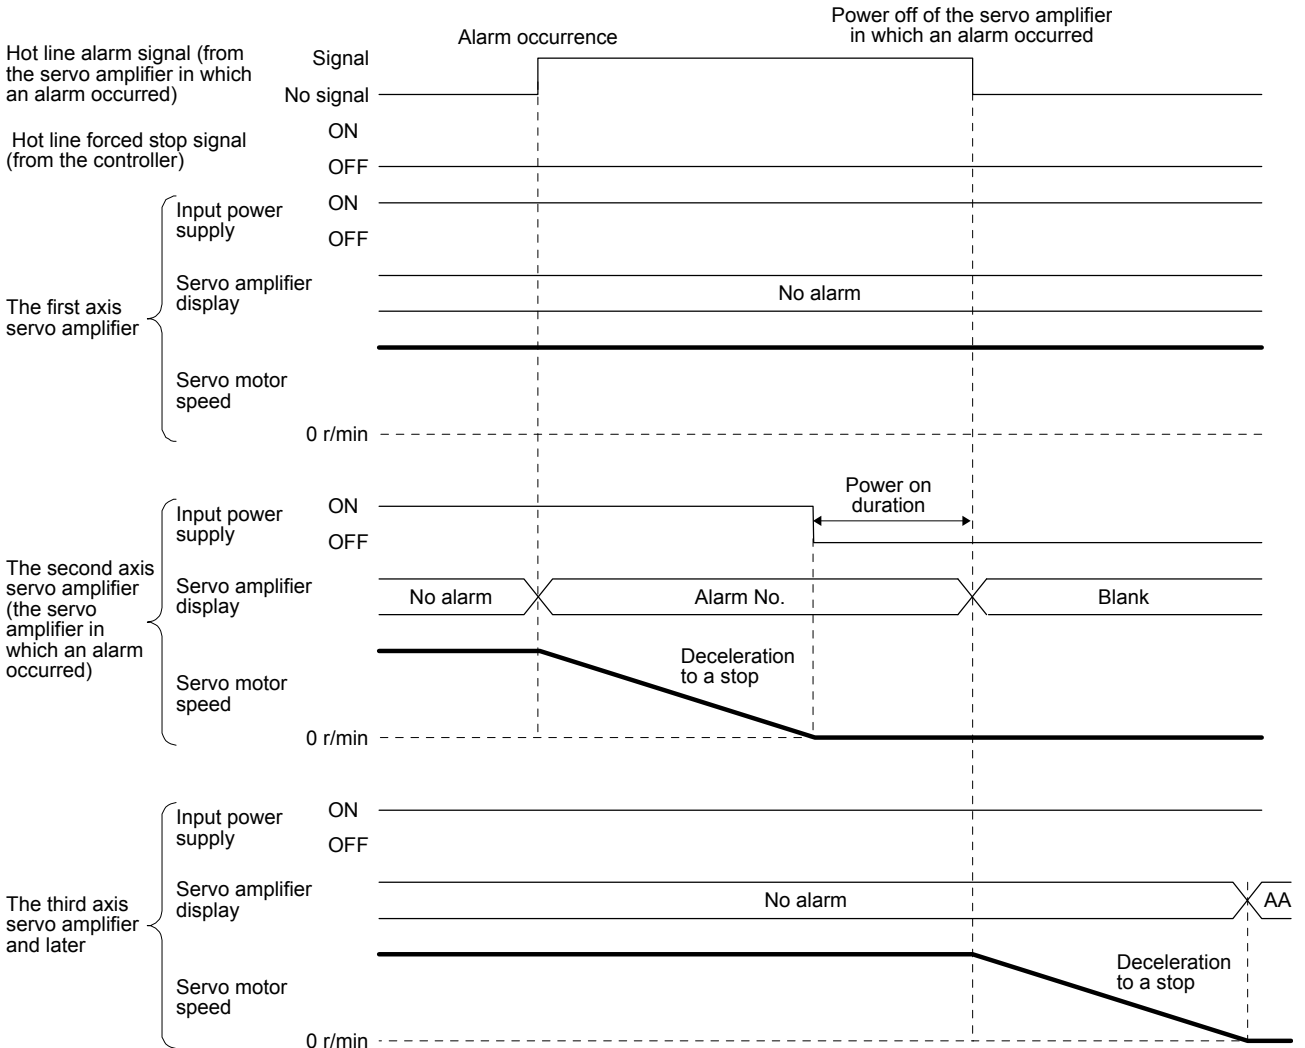 Power off of the servo amplifier
in which an alarm occurred
Alarm occurrence
Hot line alarm signal (from
the servo amplifier in which
an alarm occurred)
Signal
No signal
Hot line forced stop signal
(from the controller)
ON
OFF
The first axis
servo amplifier
Input power
supply
ON
OFF
Servo amplifier
display
No alarm
Servo motor
speed
0 r/min
The second axis
servo amplifier
(the servo
amplifier in
which an alarm
occurred)
Input power
supply
ON
OFF
Power on
duration
Servo amplifier
display
No alarm
Alarm No.
Blank
Servo motor
speed
Deceleration
to a stop
0 r/min
The third axis
servo amplifier
and later
Input power
supply
ON
OFF
Servo amplifier
display
No alarm
AA
Servo motor
speed
Deceleration
to a stop
0 r/min